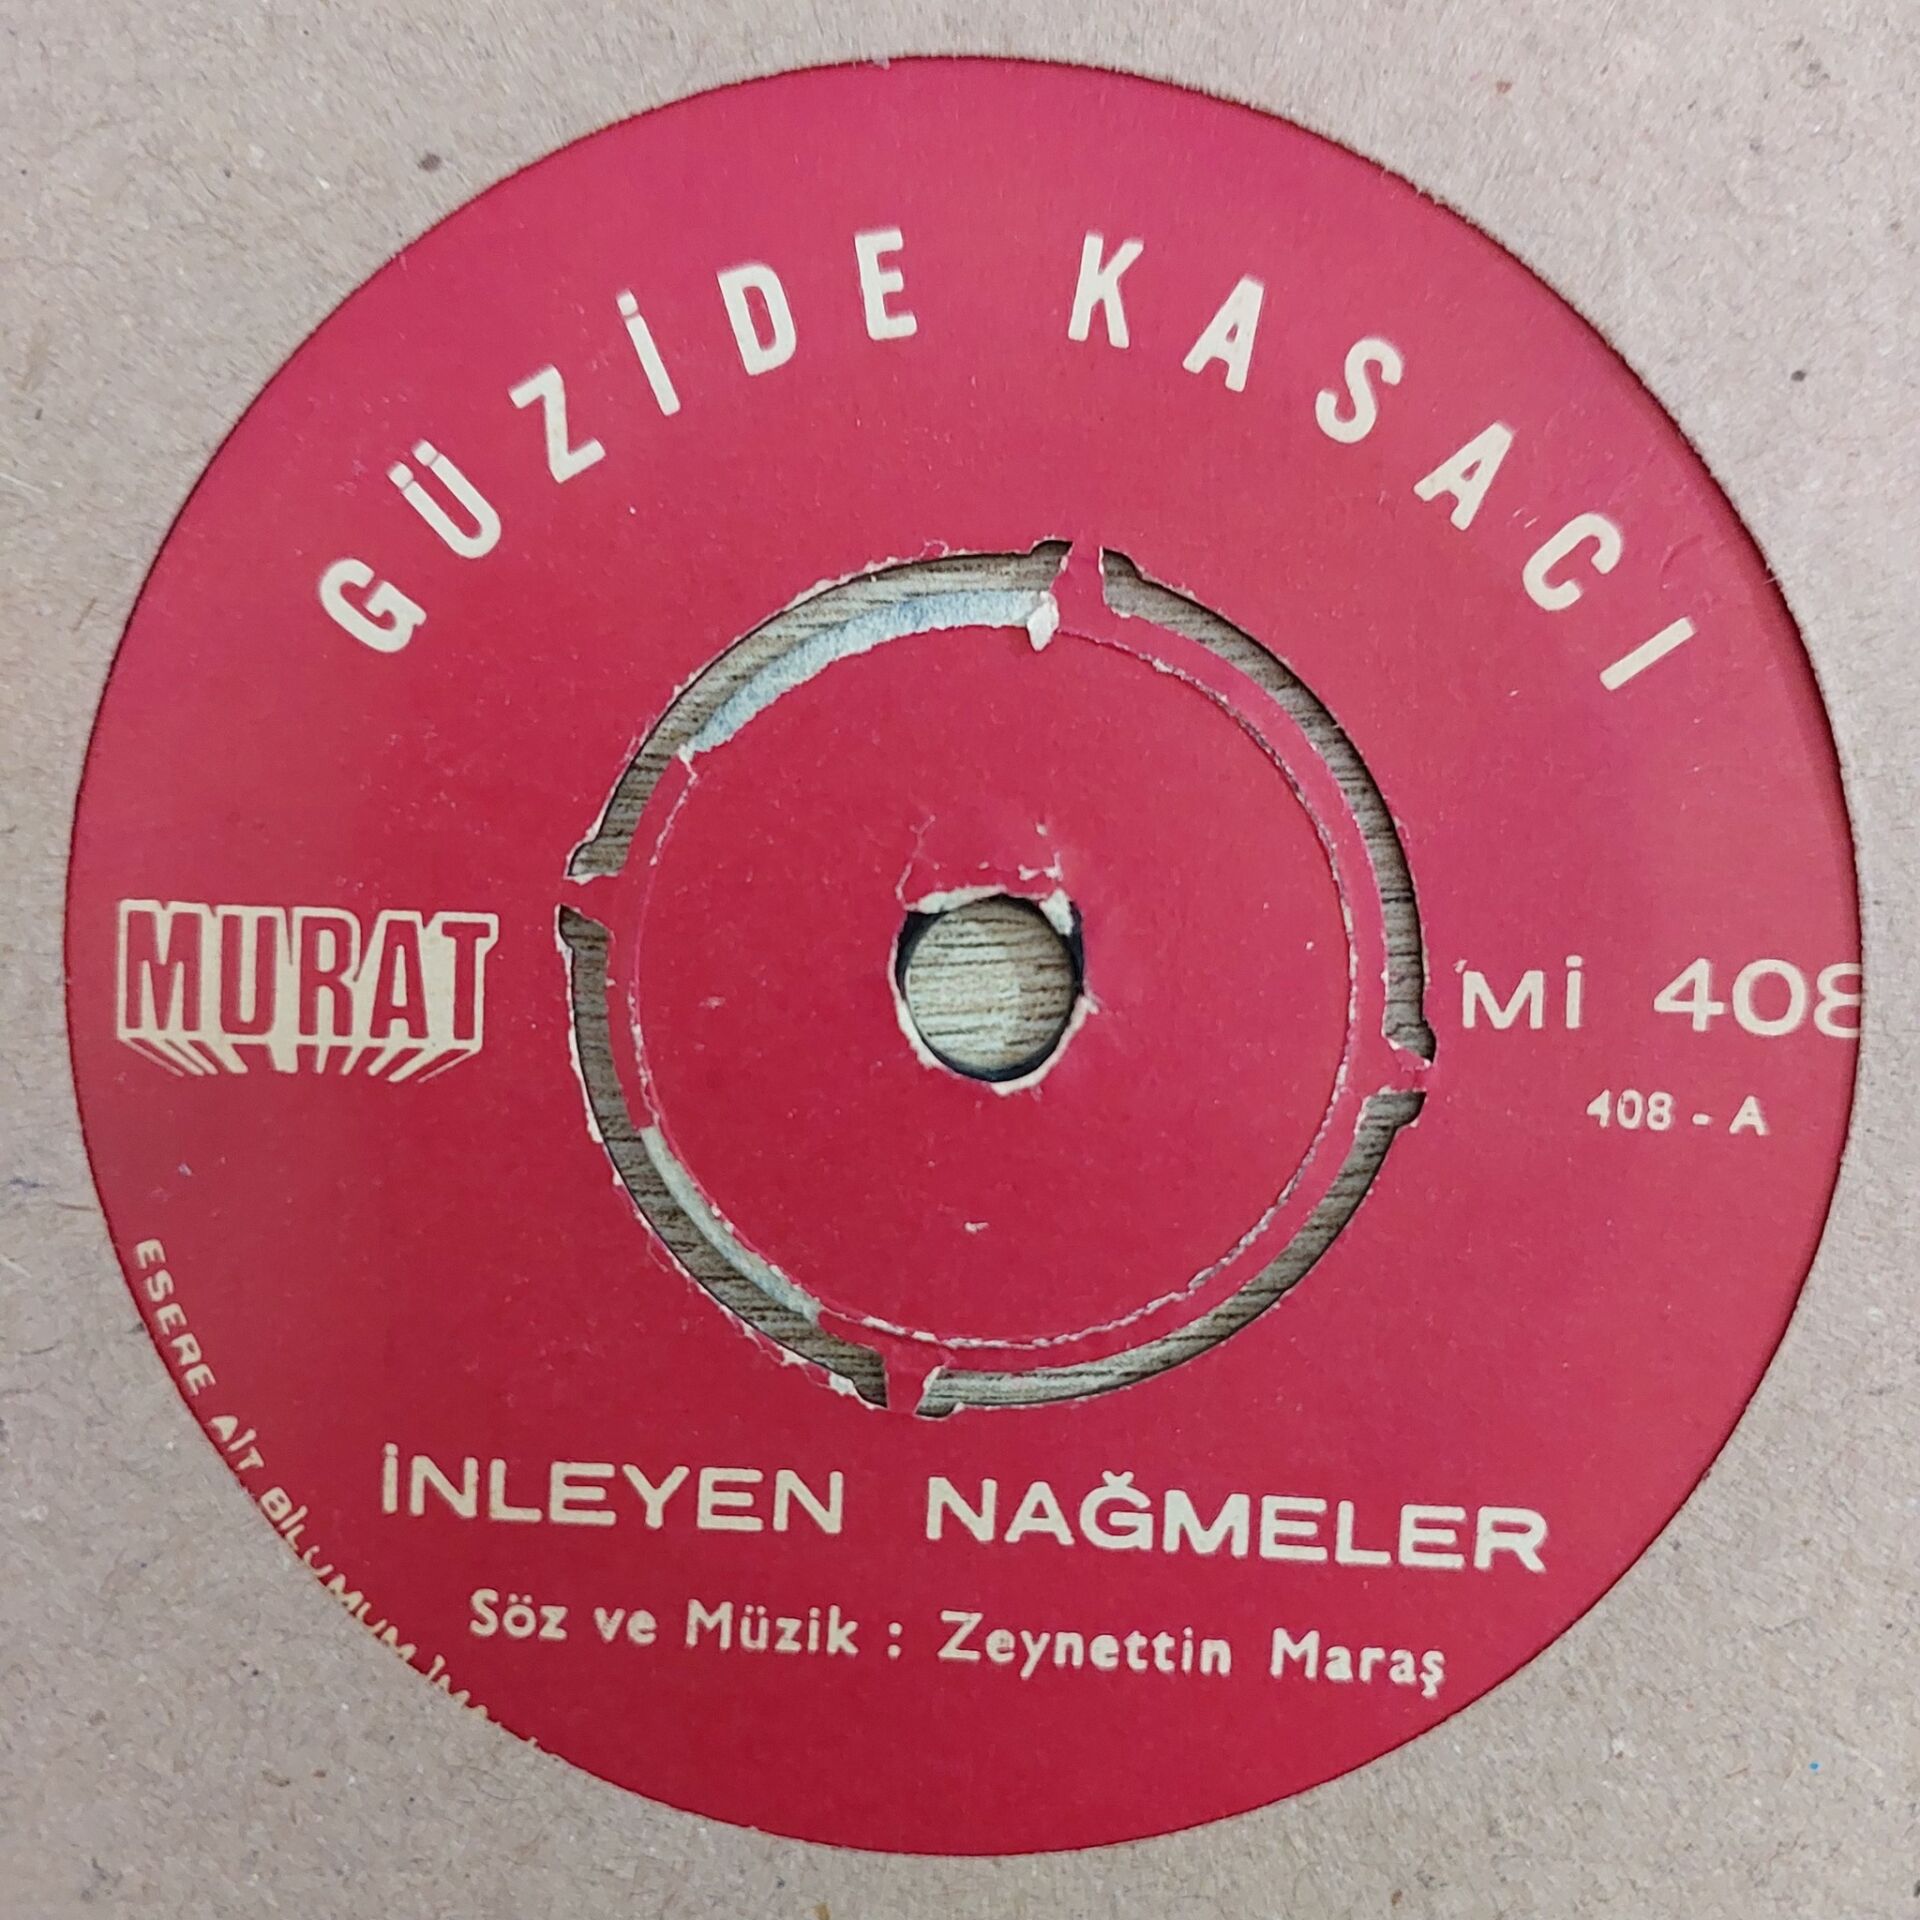 GÜZİDE KASACI
MURAT
Mİ 408
408 - A
İNLEYEN NAĞMELER
Söz ve Müzik : Zeynettin Maraş
ESERE AİT BİLUMUM